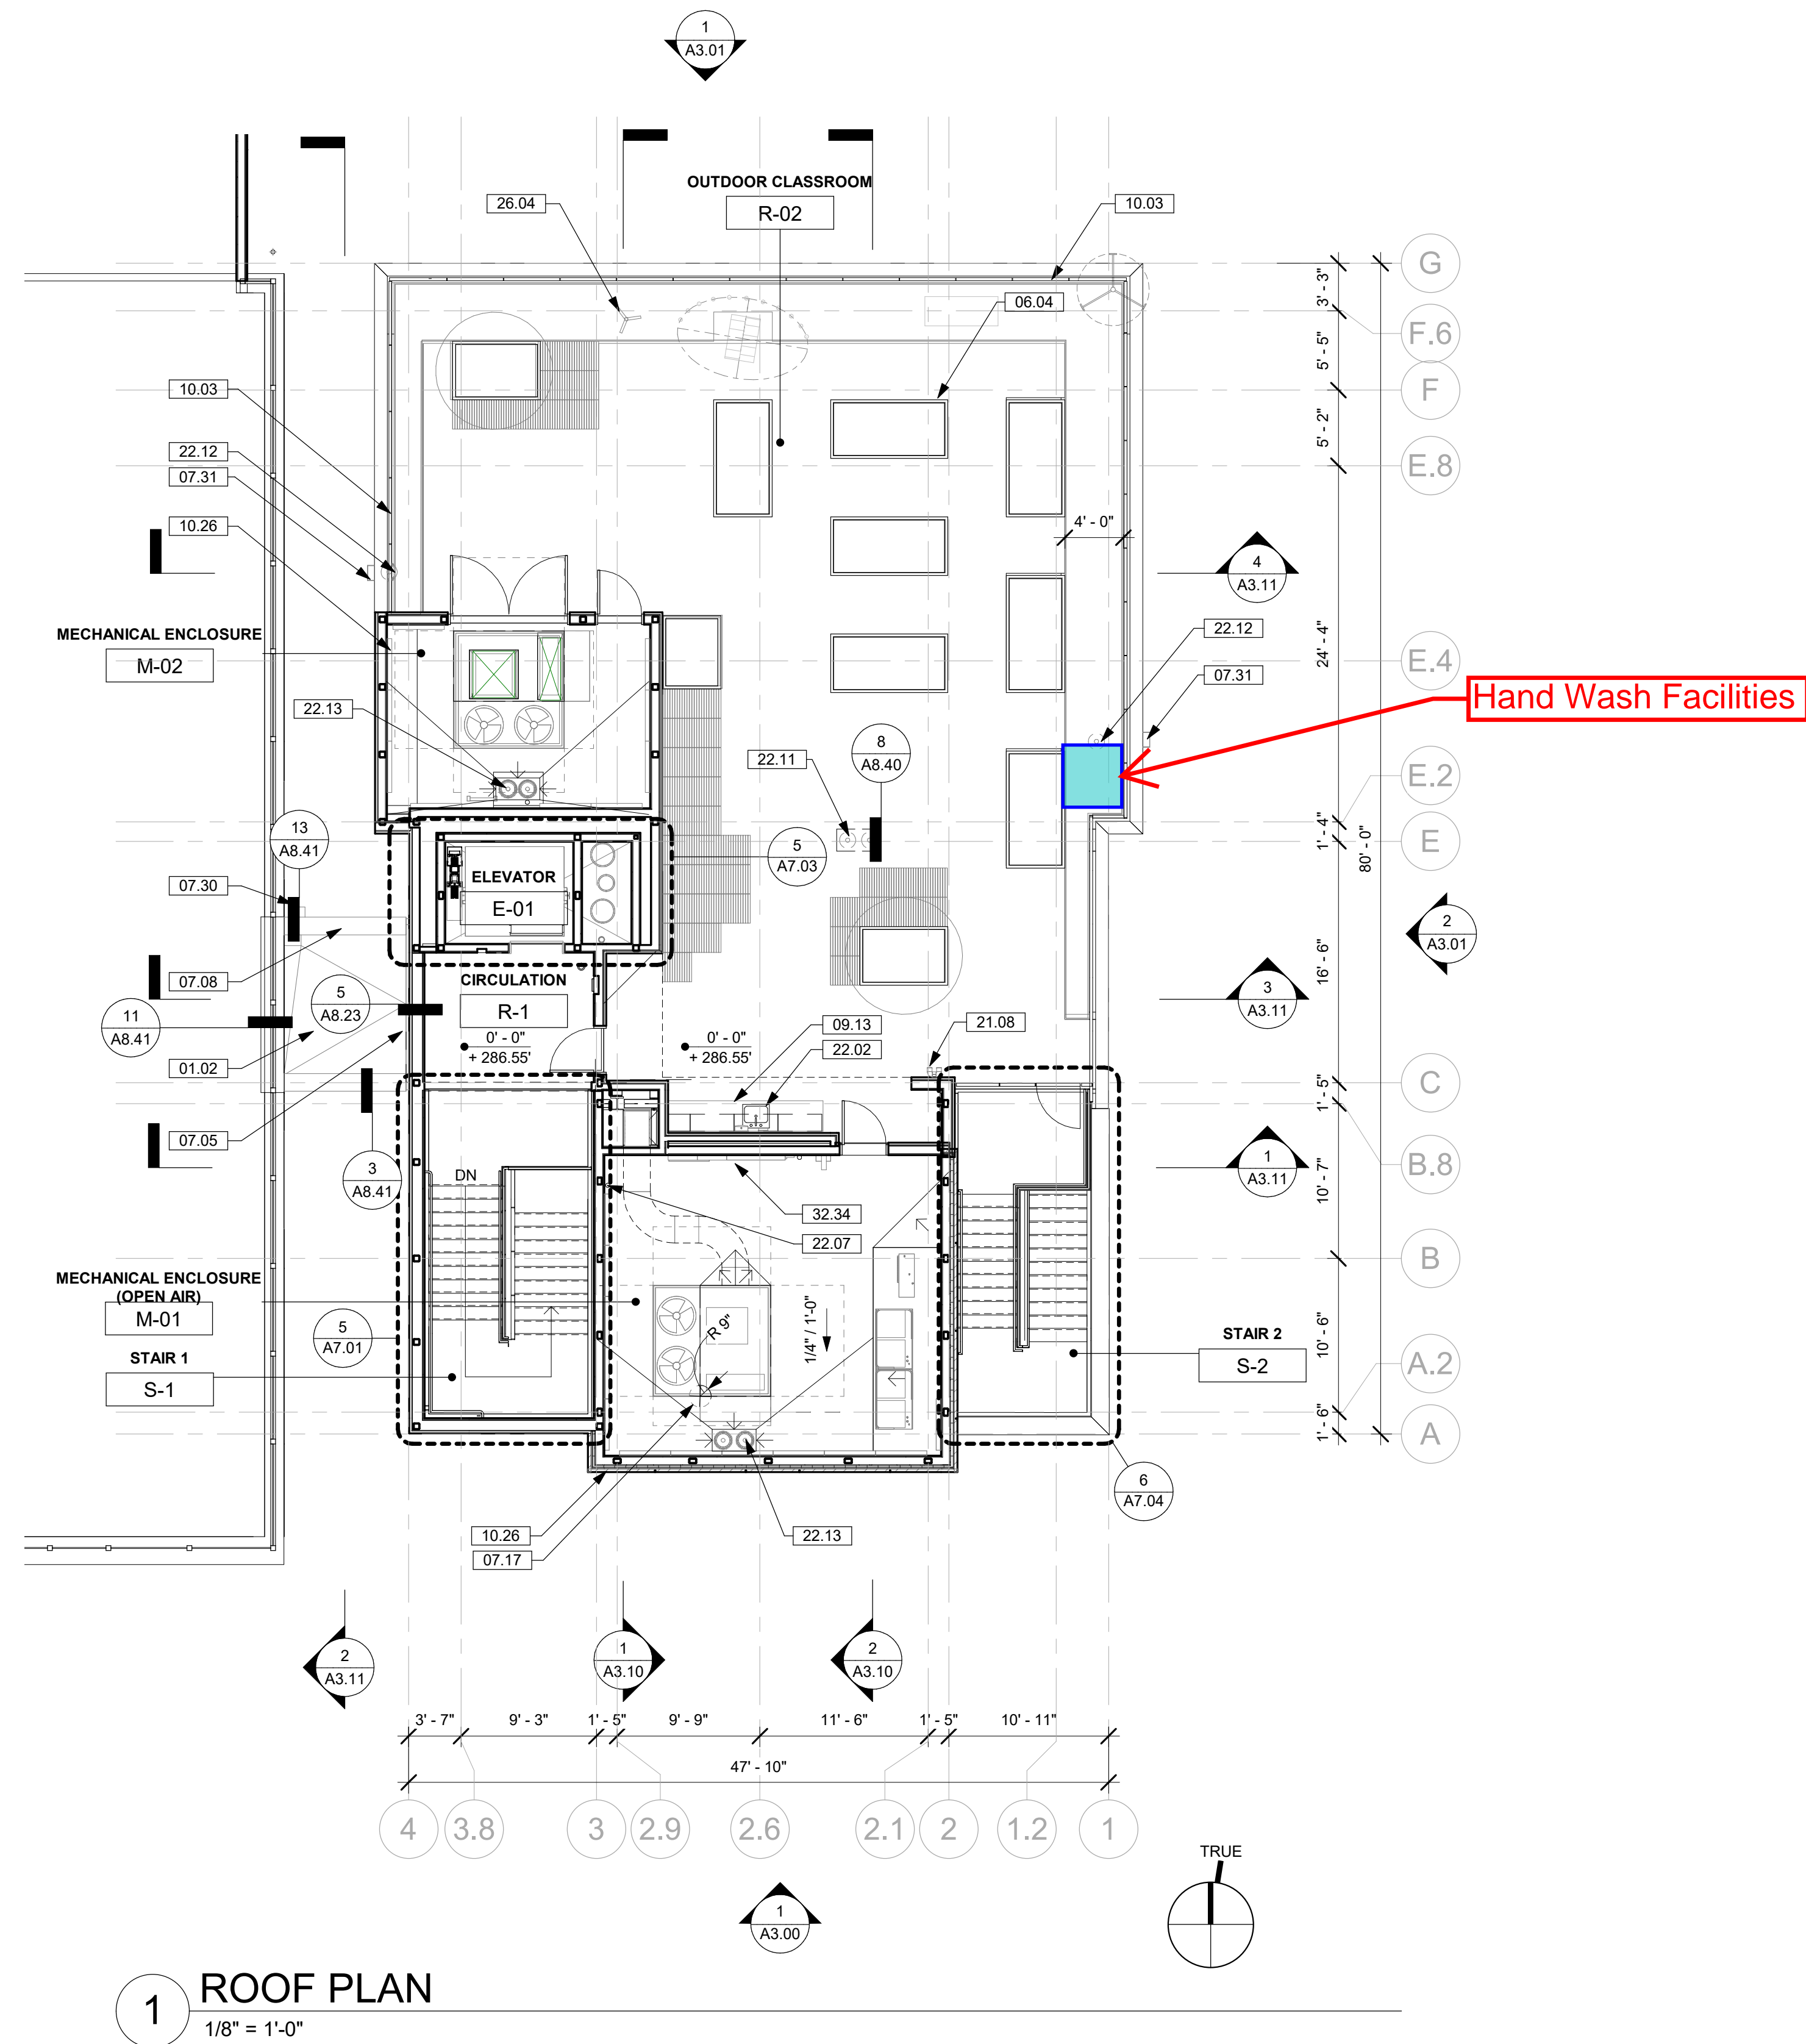 1
A3.01
OUTDOOR CLASSROOM
R-02
26.04
10.03
06.04
G
3' - 3"
F.6
5' - 5"
F
5' - 2"
E.8
10.03
22.12
07.31
10.26
4' - 0"
4
A3.11
22.12
07.31
24' - 4"
E.4
Hand Wash Facilities
MECHANICAL ENCLOSURE
M-02
22.13
22.11
8
A8.40
E.2
1' - 4"
E
80' - 0"
13
A8.41
5
A7.03
ELEVATOR
E-01
07.30
07.08
2
A3.01
16' - 6"
CIRCULATION
R-1
0' - 0"
+ 286.55'
0' - 0"
+ 286.55'
5
A8.23
11
A8.41
01.02
3
A3.11
09.13
22.02
21.08
C
1' - 5"
07.05
3
A8.41
DN
1
A3.11
B.8
10' - 7"
32.34
22.07
B
MECHANICAL ENCLOSURE
(OPEN AIR)
M-01
5
A7.01
R 9"
1/4" / 1'-0"
STAIR 1
S-1
STAIR 2
S-2
10' - 6"
A.2
1' - 6"
A
6
A7.04
10.26
07.17
22.13
2
A3.11
1
A3.10
2
A3.10
3' - 7"
9' - 3"
1' - 5"
9' - 9"
11' - 6"
1' - 5"
10' - 11"
47' - 10"
4
3.8
3
2.9
2.6
2.1
2
1.2
1
TRUE
1
A3.00
1
ROOF PLAN
1/8" = 1'-0"